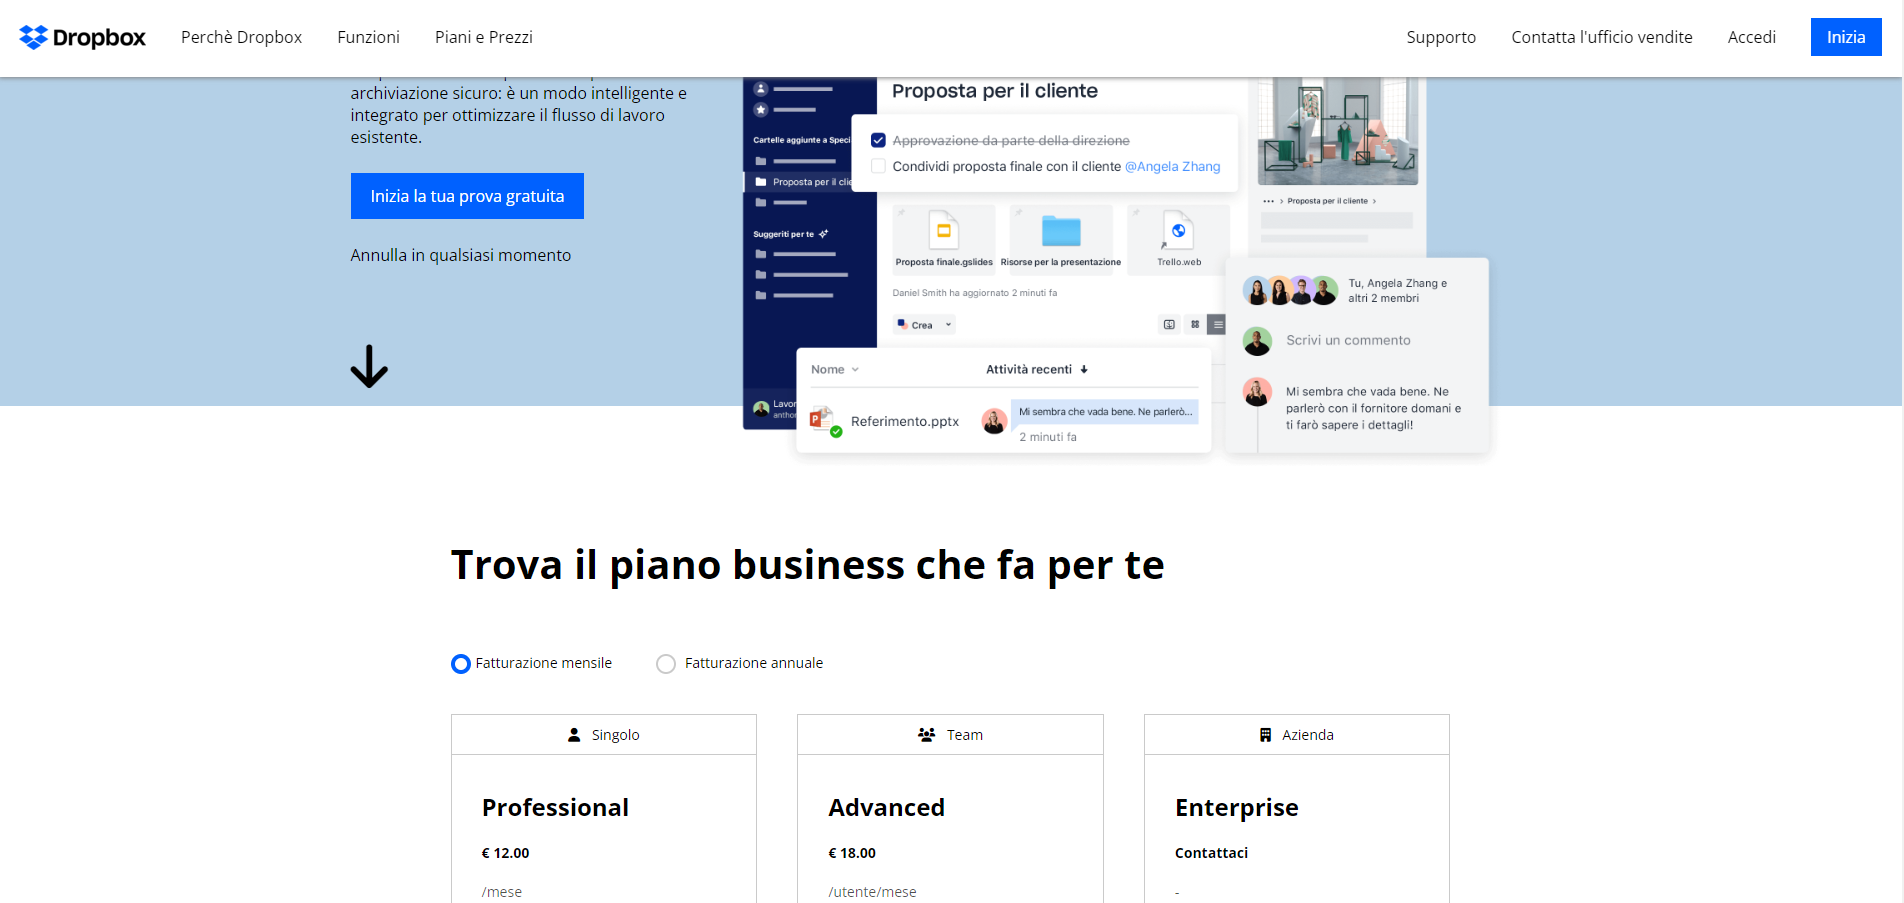 Dropbox
Perchè Dropbox
Funzioni
Piani e Prezzi
Supporto
Contatta l'ufficio vendite
Accedi
Inizia
archiviazione sicuro: è un modo intelligente e
integrato per ottimizzare il flusso di lavoro
esistente.
Inizia la tua prova gratuita
Annulla in qualsiasi momento
Cartelle aggiunte a Speci
Proposta per il clie
Suggeriti per te
Lavor
anthor
Proposta per il cliente
Approvazione da parte della direzione
Condividi proposta finale con il cliente @Angela Zhang
Proposta finale.gslides
Risorse per la presentazione
Trello.web
Daniel Smith ha aggiornato 2 minuti fa
Crea
Nome
Attività recenti
Referimento.pptx
Mi sembra che vada bene. Ne parlerò...
2 minuti fa
••• > Proposta per il cliente >
Tu, Angela Zhang e
altri 2 membri
Scrivi un commento
Mi sembra che vada bene. Ne
parlerò con il fornitore domani e
ti farò sapere i dettagli!
Trova il piano business che fa per te
Fatturazione mensile
Fatturazione annuale
Singolo
Professional
€ 12.00
/mese
Team
Advanced
€ 18.00
/utente/mese
Azienda
Enterprise
Contattaci
-